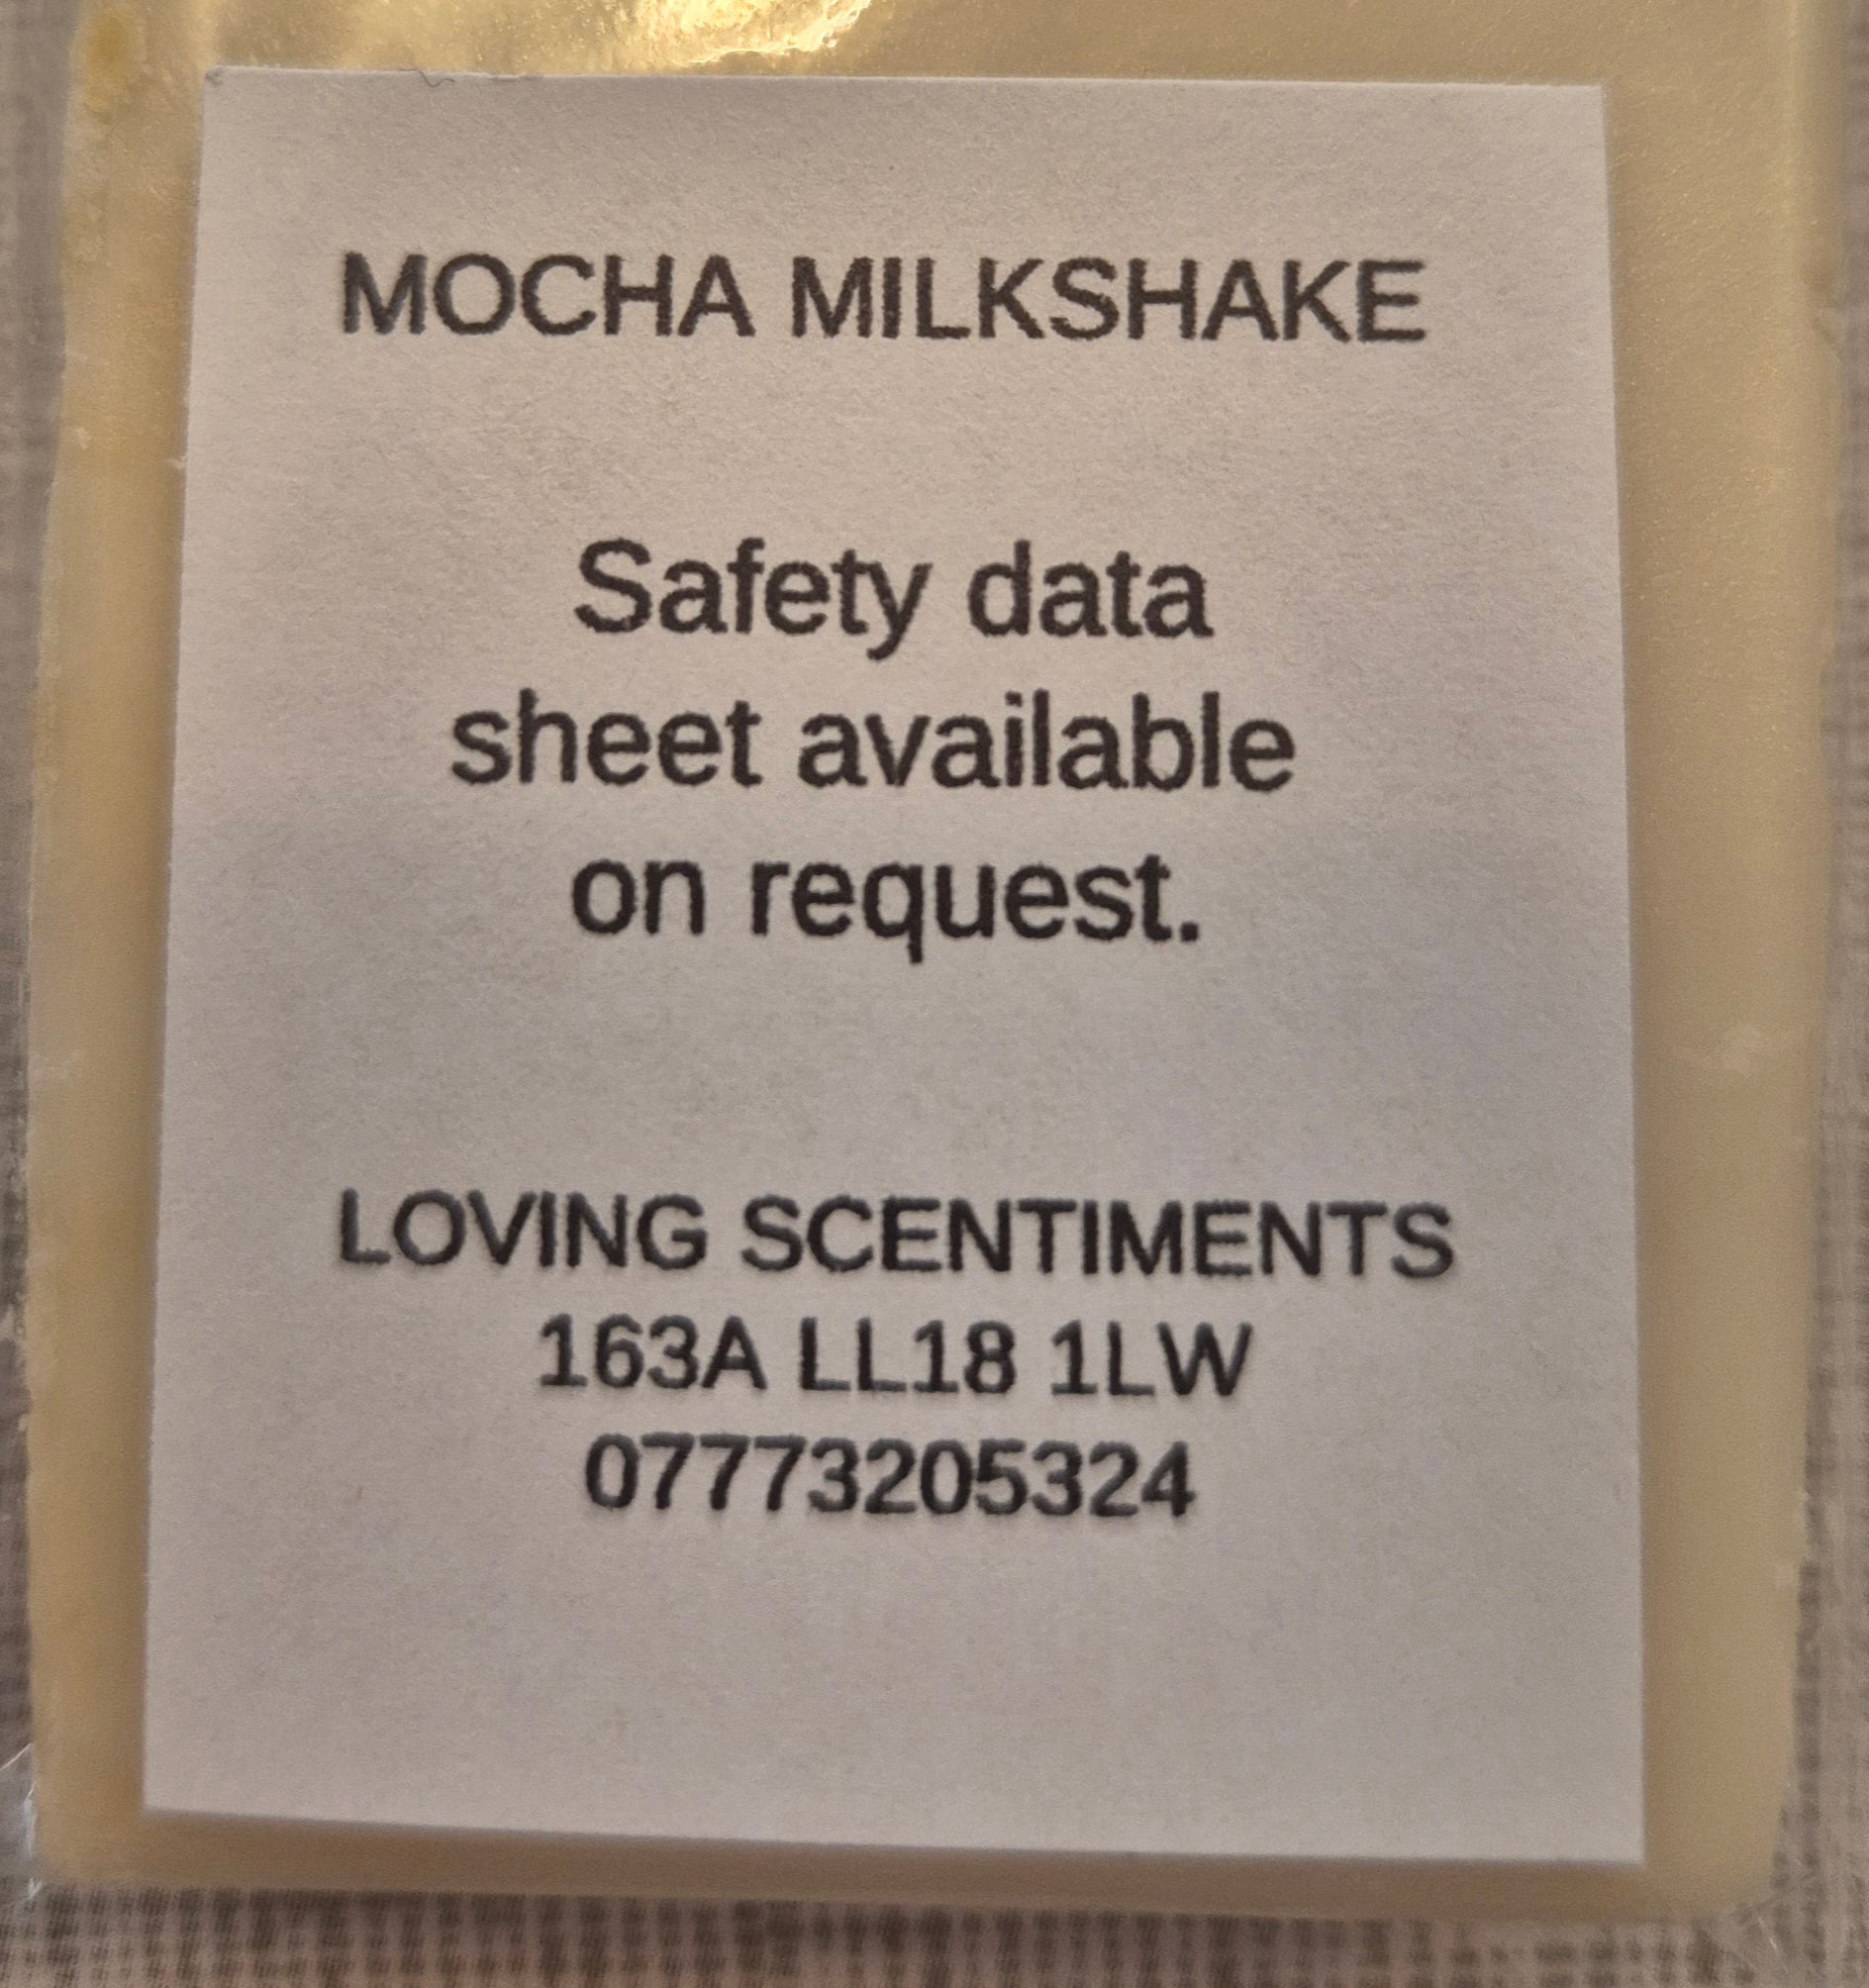 MOCHA MILKSHAKE
Safety data
sheet available
on request.
LOVING SCENTIMENTS
163A LL18 1LW
07773205324